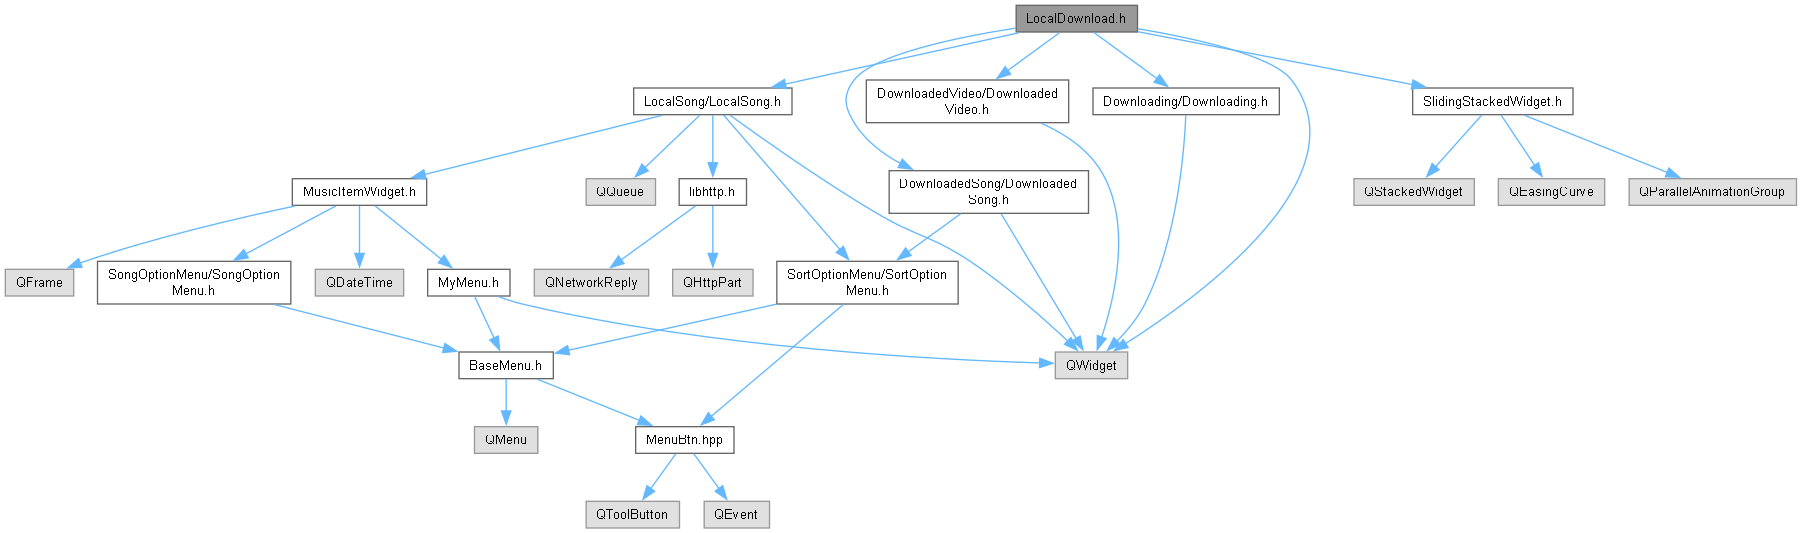 LocalDownload.h
LocalSong/LocalSong.h
DownloadedVideo/Downloaded
Video.h
Downloading/Downloading.h
SlidingStackedWidget.h
MusicItemWidget.h
QQueue
libhttp.h
DownloadedSong/Downloaded
Song.h
QStackedWidget
QEasingCurve
QParallelAnimationGroup
QFrame
SongOptionMenu/SongOption
Menu.h
QDateTime
MyMenu.h
QNetworkReply
QHttpPart
SortOptionMenu/SortOption
Menu.h
BaseMenu.h
QWidget
QMenu
MenuBtn.hpp
QToolButton
QEvent